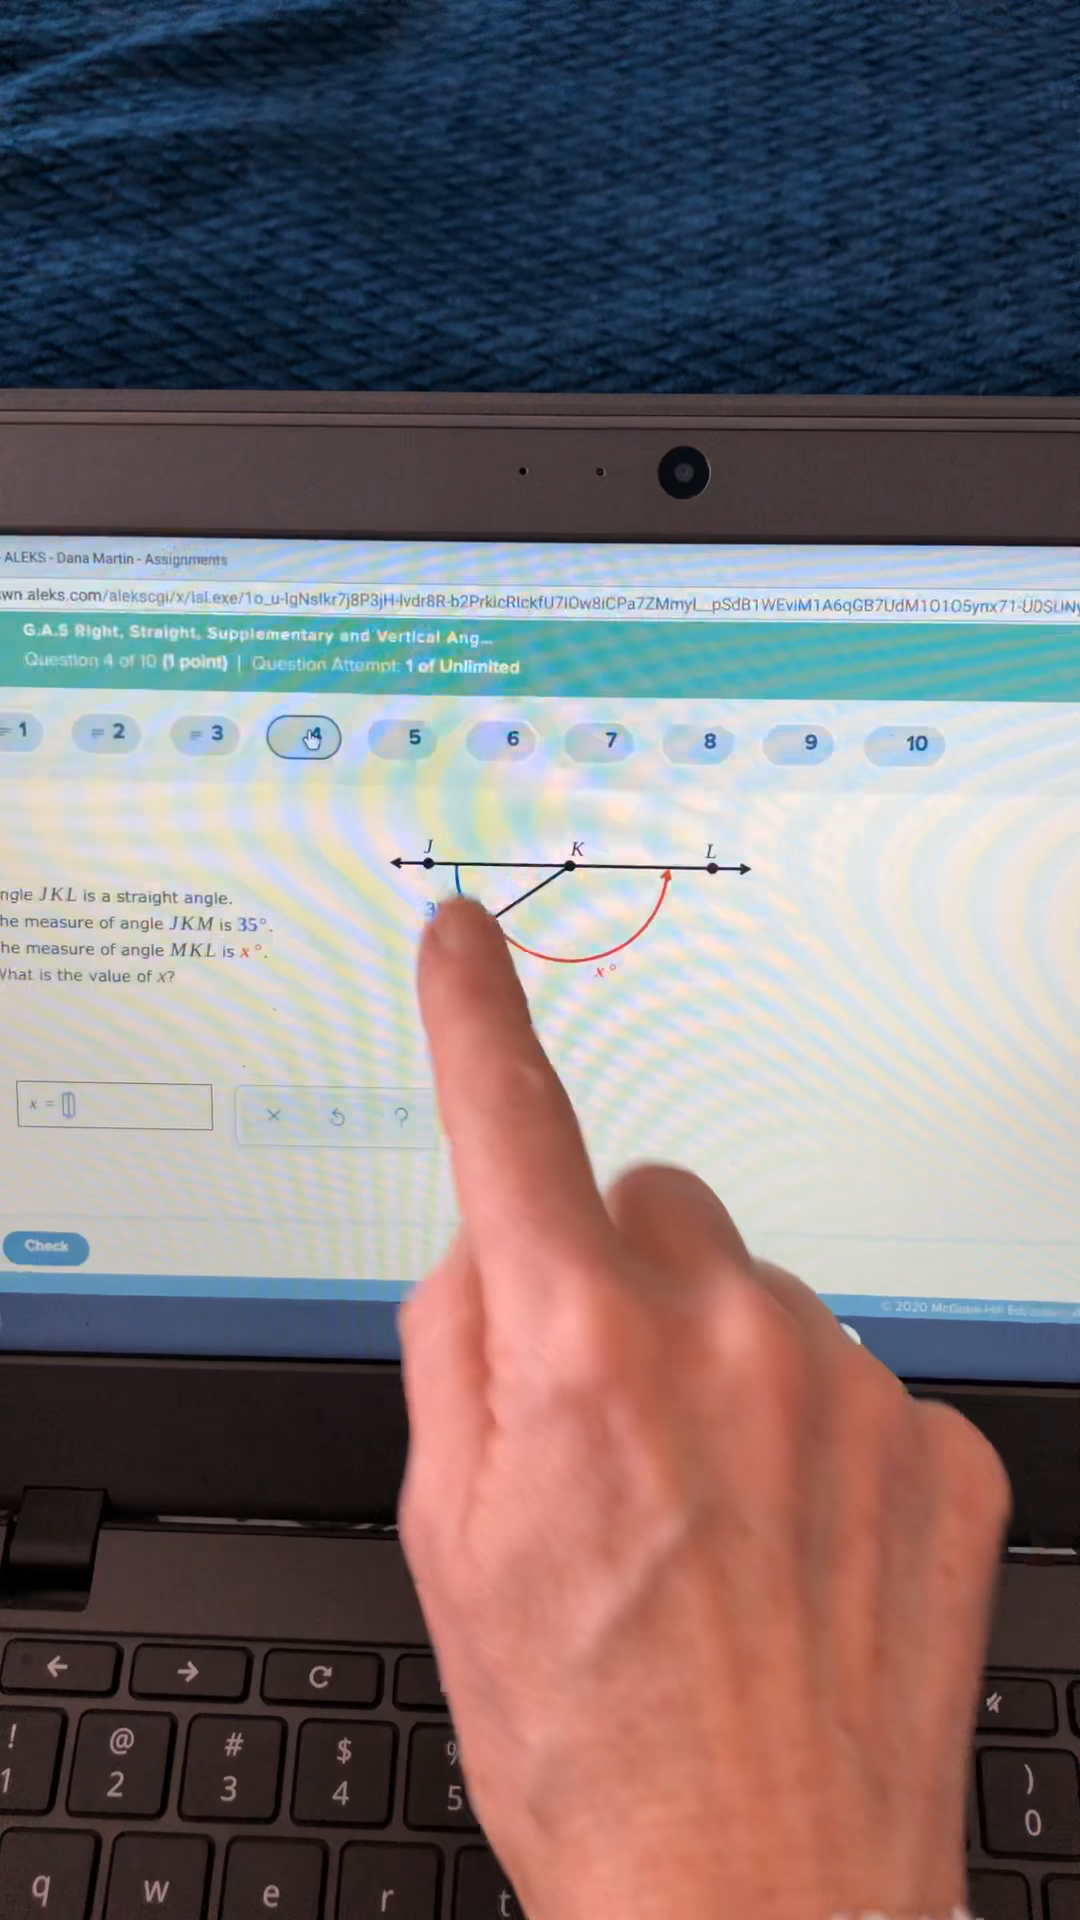 ALEKS - Dana Martin - Assignments
G.A.5 Right, Straight, Supplementary and Vertical Ang...
Question 4 of 10 (1 point) | Question Attempt: 1 of Unlimited
= 1 = 2 = 3 4 5 6 7 8 9 10
J K L
ngle JKL is a straight angle.
he measure of angle JKM is 35°.
he measure of angle MKL is x°.
What is the value of x?
x°
x =
Check
© 2020 McGraw-Hill
! @ # $
1 2 3 4 5
)
0
q w e r t